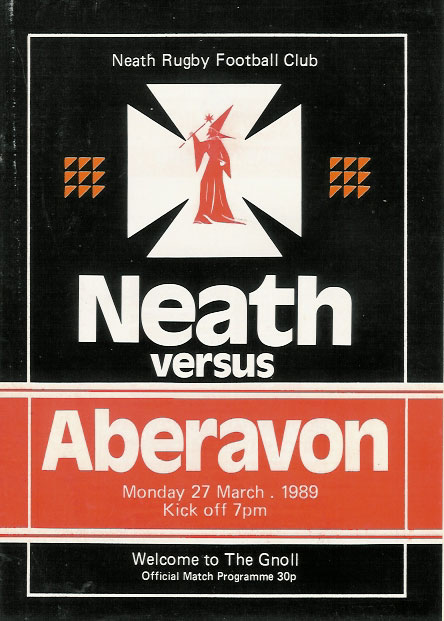 Neath Rugby Football Club
Neath
versus
Aberavon
Monday 27 March . 1989
Kick off 7pm
Welcome to The Gnoll
Official Match Programme 30p